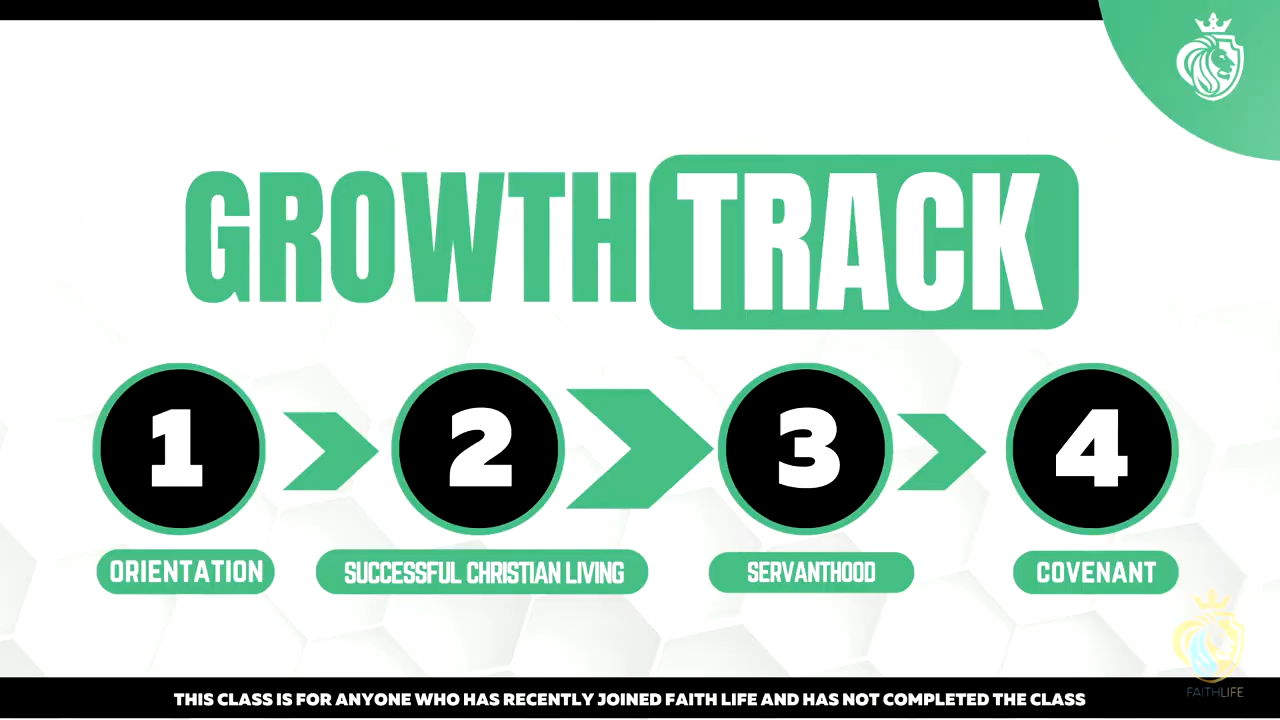 GROWTH TRACK
1 2 3 4
ORIENTATION SUCCESSFUL CHRISTIAN LIVING SERVANTHOOD COVENANT
FAITHLIFE
THIS CLASS IS FOR ANYONE WHO HAS RECENTLY JOINED FAITH LIFE AND HAS NOT COMPLETED THE CLASS